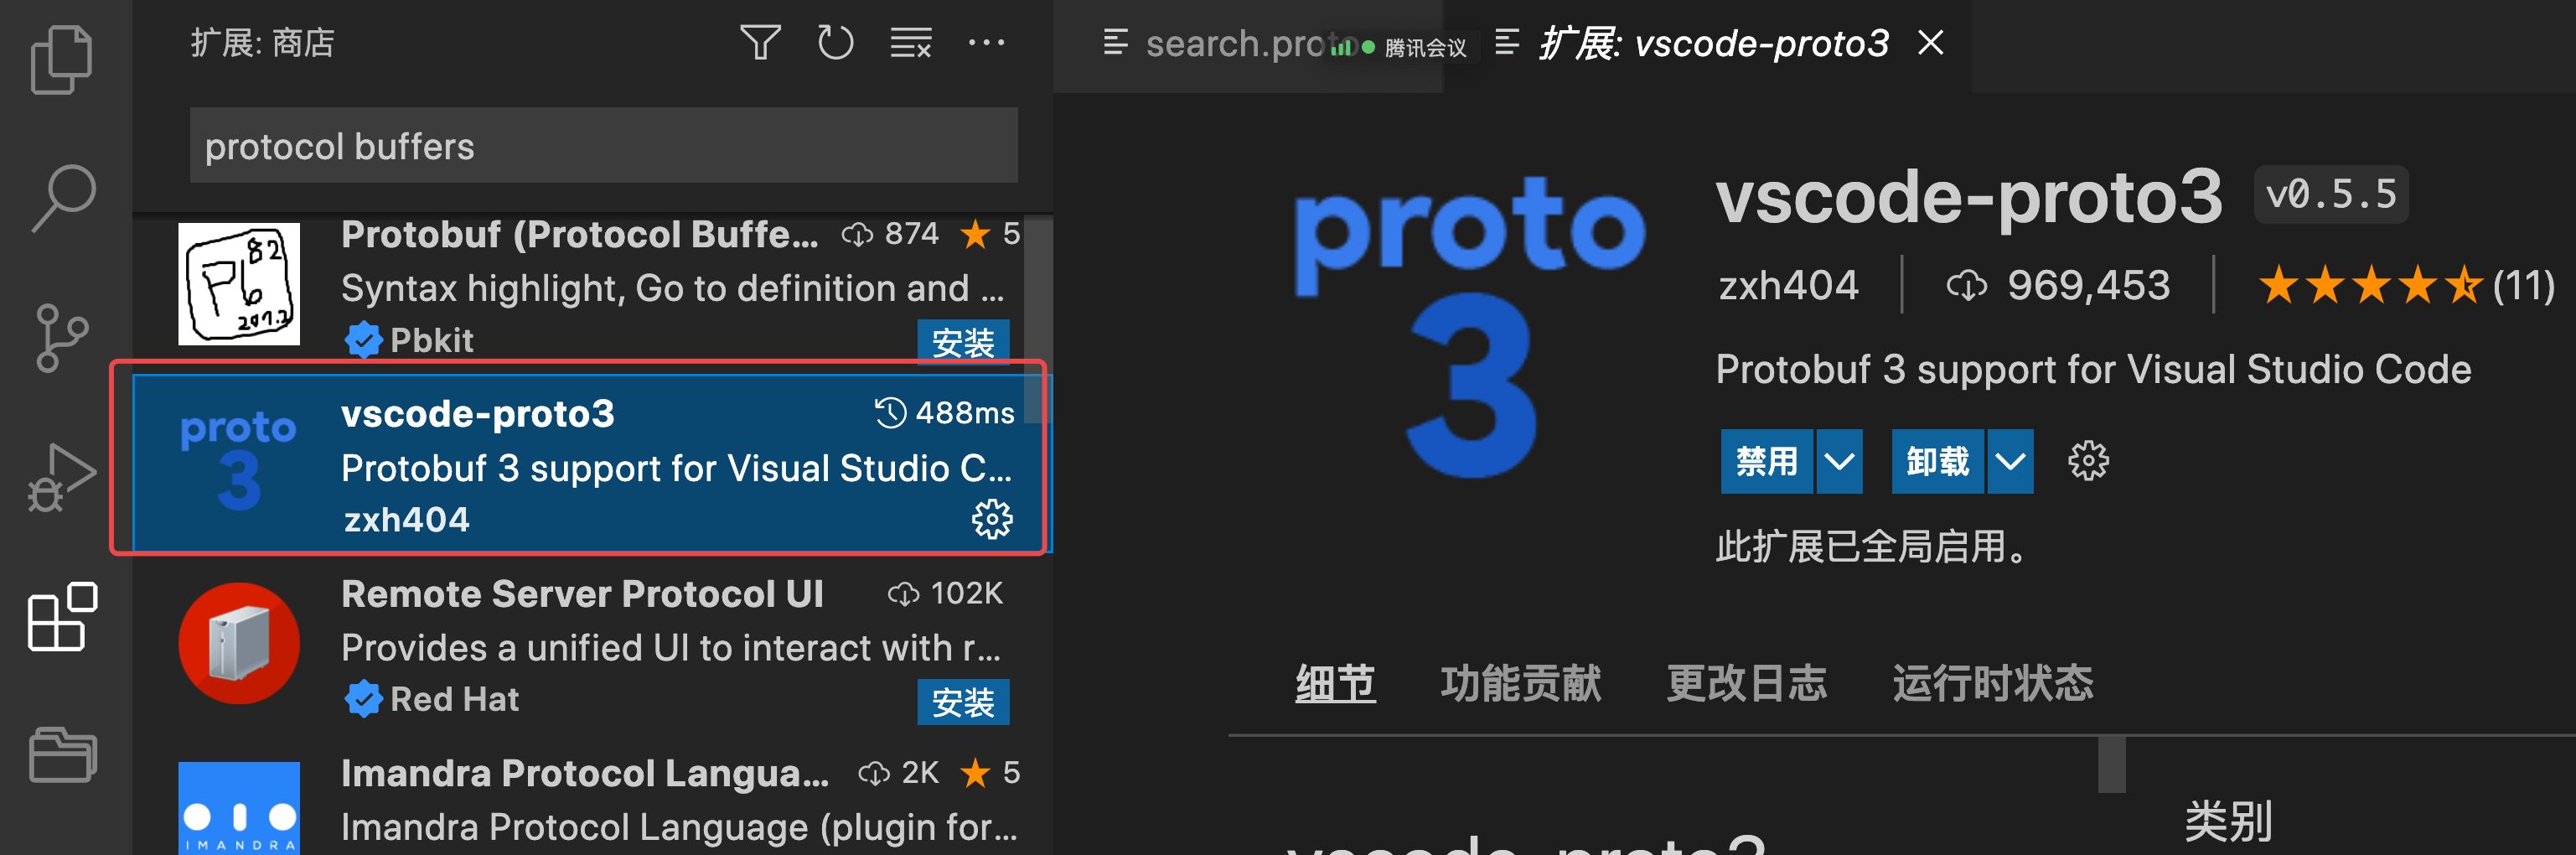 扩展: 商店
protocol buffers
Protobuf (Protocol Buffe... 874 5
Syntax highlight, Go to definition and ...
Pbkit 安装
vscode-proto3 488ms
Protobuf 3 support for Visual Studio C...
zxh404
proto
3
Remote Server Protocol UI 102K
Provides a unified UI to interact with r...
Red Hat 安装
Imandra Protocol Langua... 2K 5
Imandra Protocol Language (plugin for...
IMANDRA
search.proto 腾讯会议 扩展: vscode-proto3
proto
3
vscode-proto3 v0.5.5
zxh404 969,453 (11)
Protobuf 3 support for Visual Studio Code
禁用 卸载
此扩展已全局启用。
细节 功能贡献 更改日志 运行时状态
vscode-proto3
类别